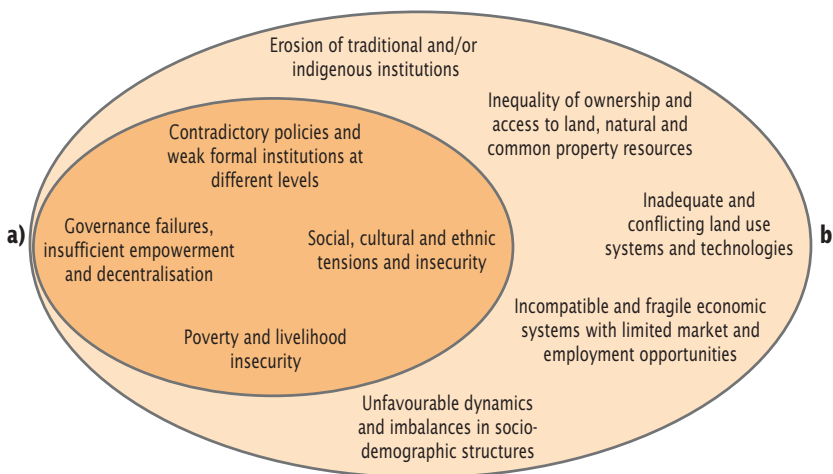 Erosion of traditional and/or
indigenous institutions
Inequality of ownership and
access to land, natural and
common property resources
Contradictory policies and
weak formal institutions at
different levels
Inadequate and
conflicting land use
systems and technologies
a)
Governance failures,
insufficient empowerment
and decentralisation
Social, cultural and ethnic
tensions and insecurity
b
Incompatible and fragile economic
systems with limited market and
employment opportunities
Poverty and livelihood
insecurity
Unfavourable dynamics
and imbalances in socio-
demographic structures